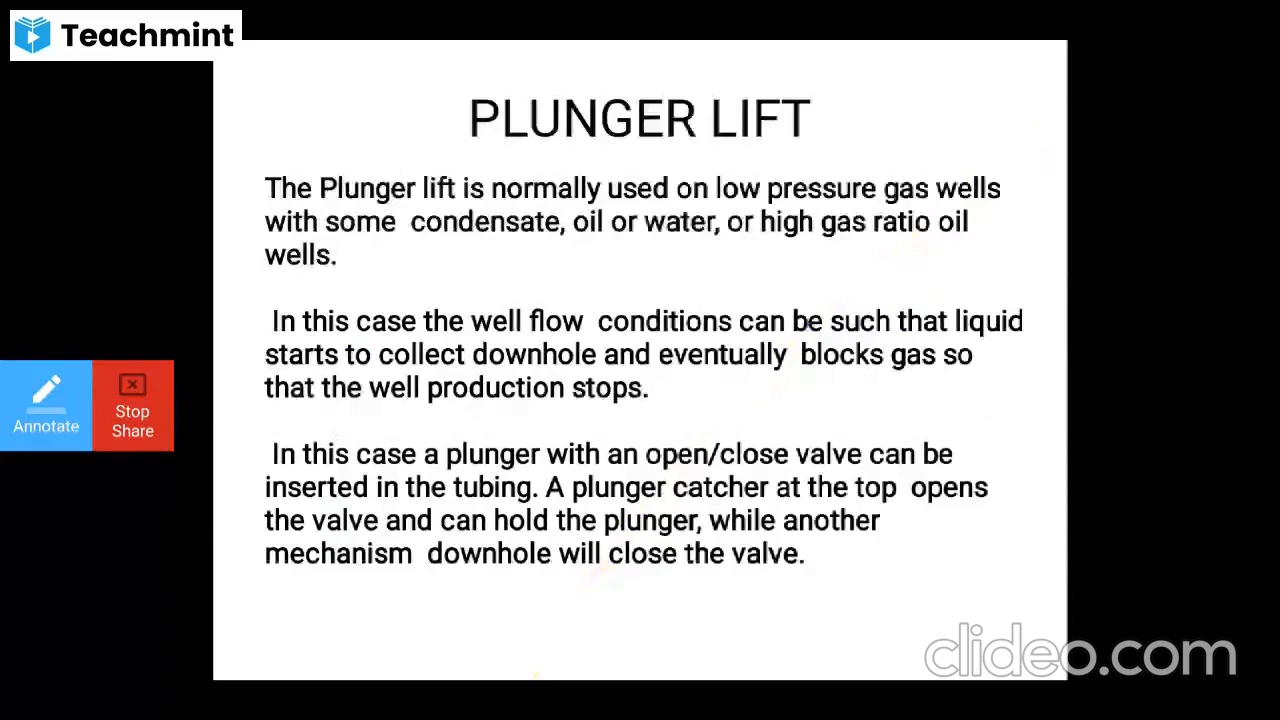 Teachmint
PLUNGER LIFT
The Plunger lift is normally used on low pressure gas wells
with some condensate, oil or water, or high gas ratio oil
wells.
In this case the well flow conditions can be such that liquid
starts to collect downhole and eventually blocks gas so
that the well production stops.
In this case a plunger with an open/close valve can be
inserted in the tubing. A plunger catcher at the top opens
the valve and can hold the plunger, while another
mechanism downhole will close the valve.
Annotate
Stop
Share
clideo.com